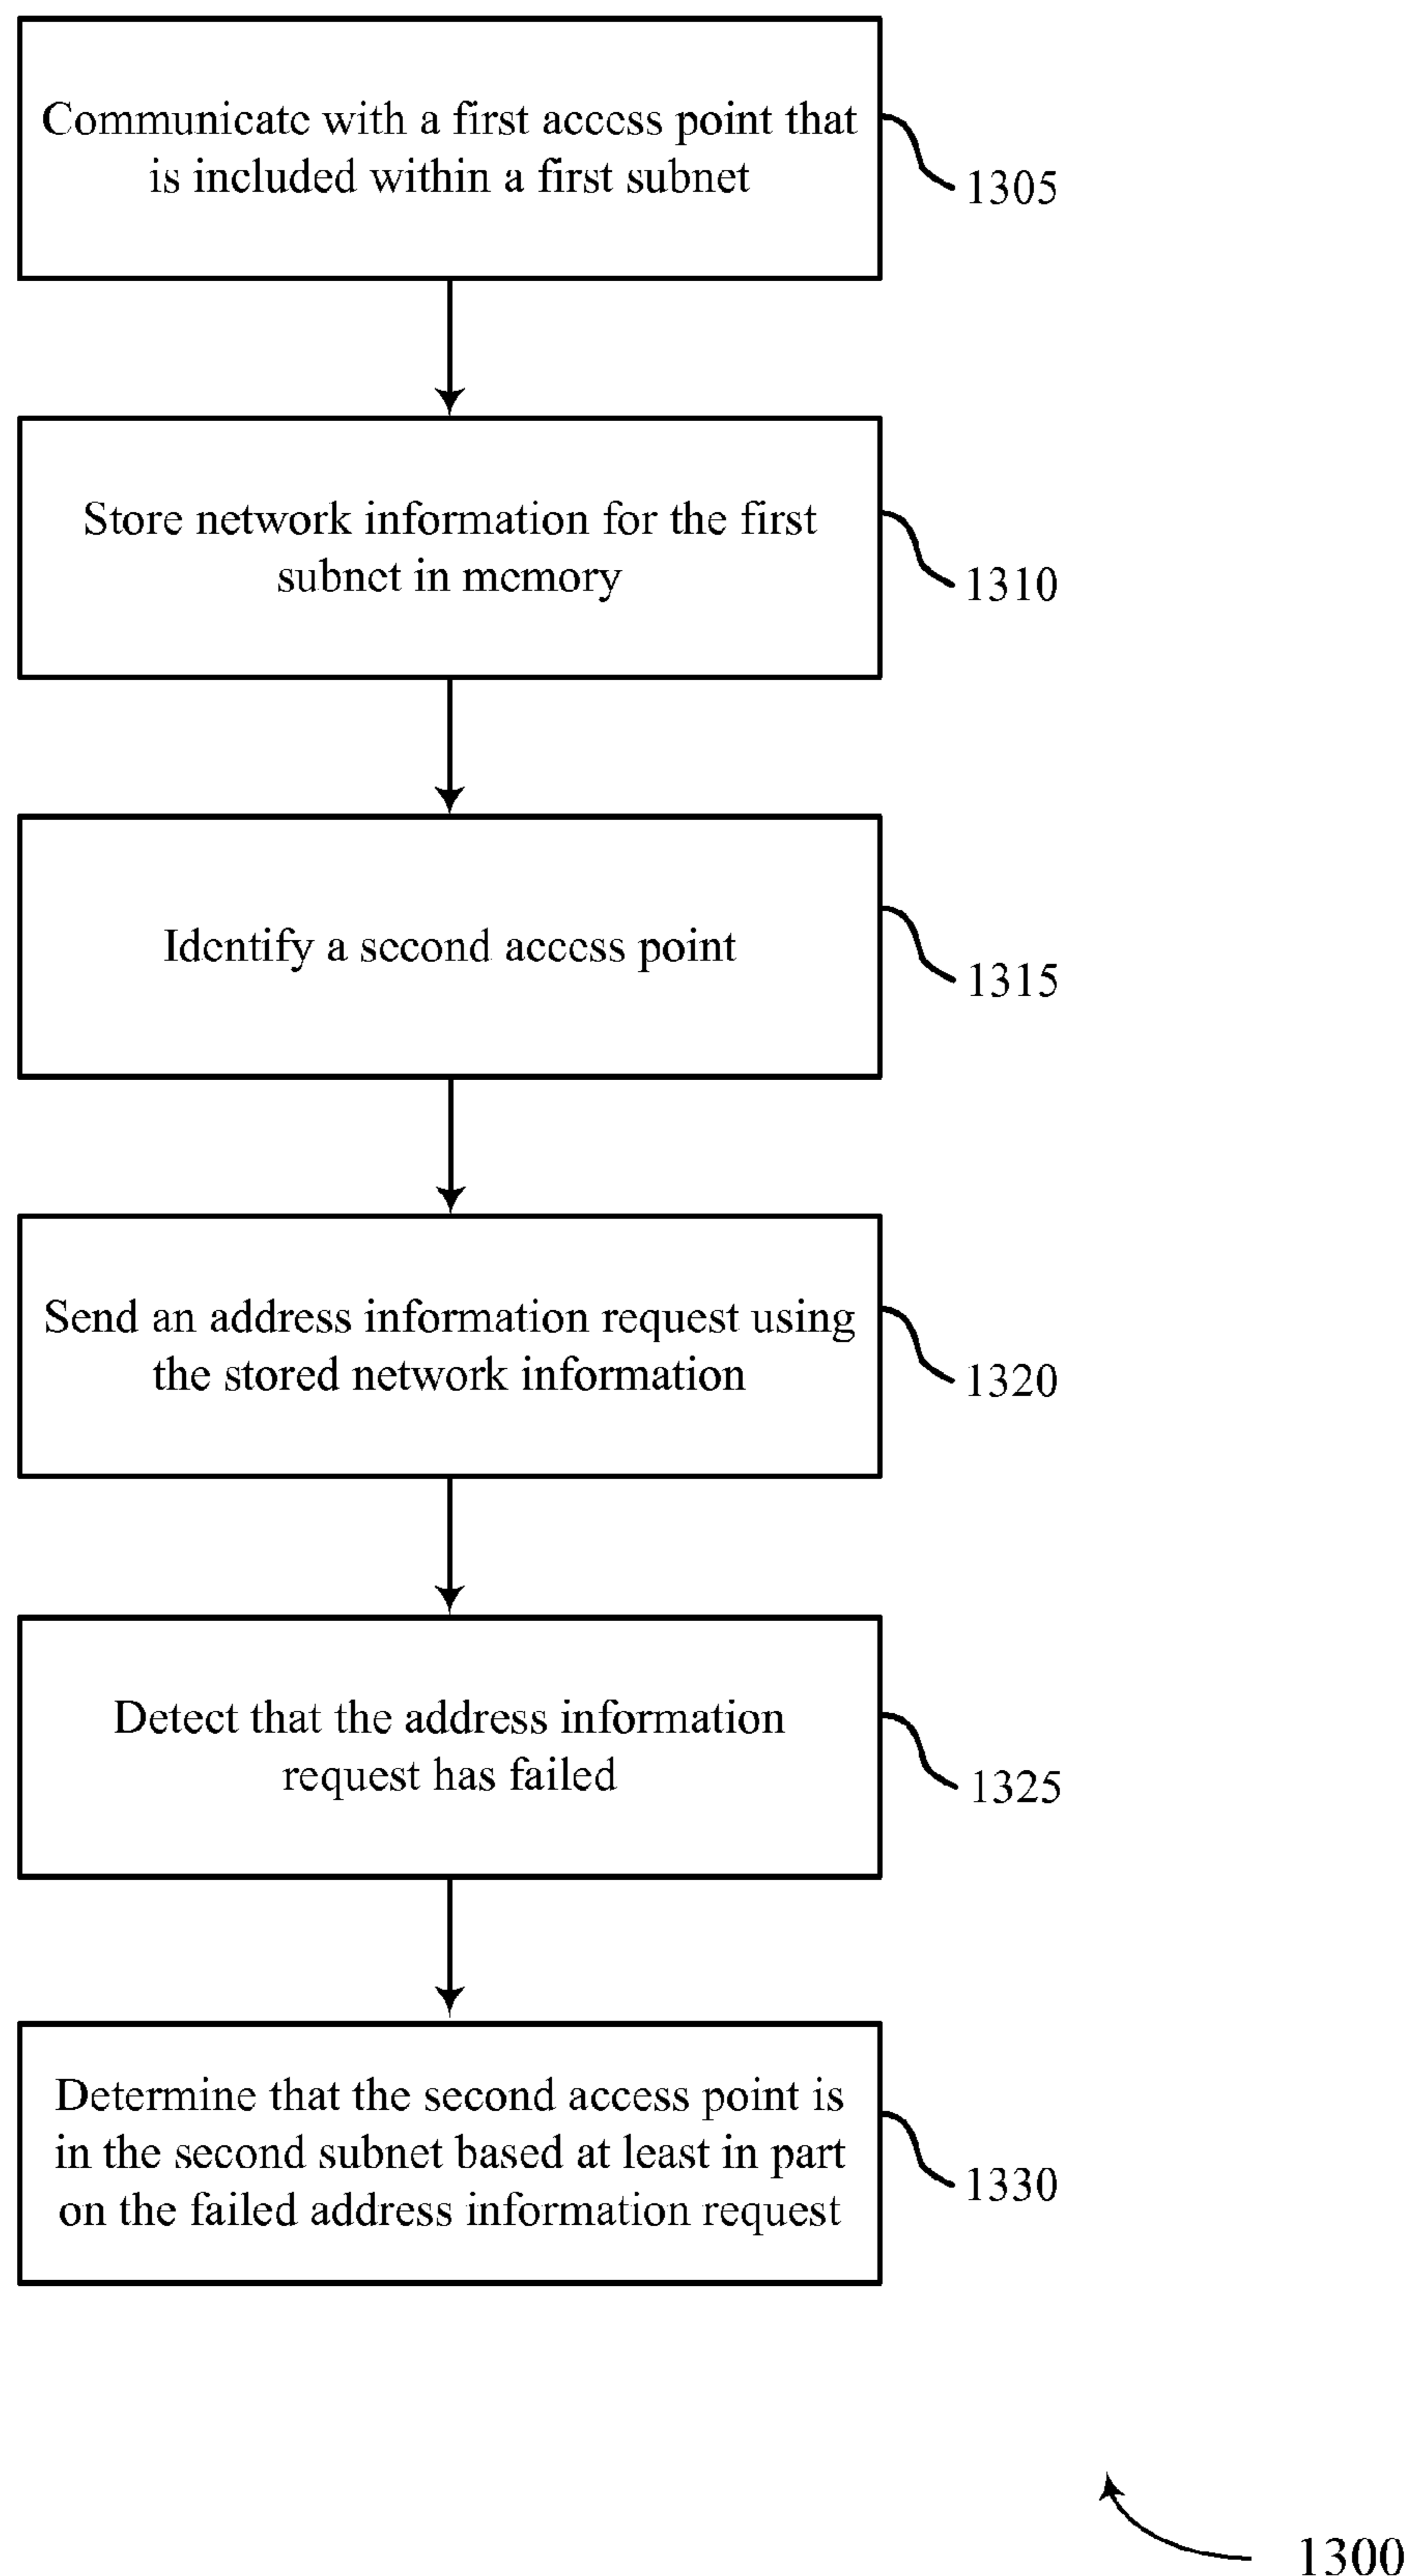 Communicate with a first access point that
is included within a first subnet
1305
Store network information for the first
subnet in memory
1310
Identify a second access point
1315
Send an address information request using
the stored network information
1320
Detect that the address information
request has failed
1325
Determine that the second access point is
in the second subnet based at least in part
on the failed address information request
1330
1300